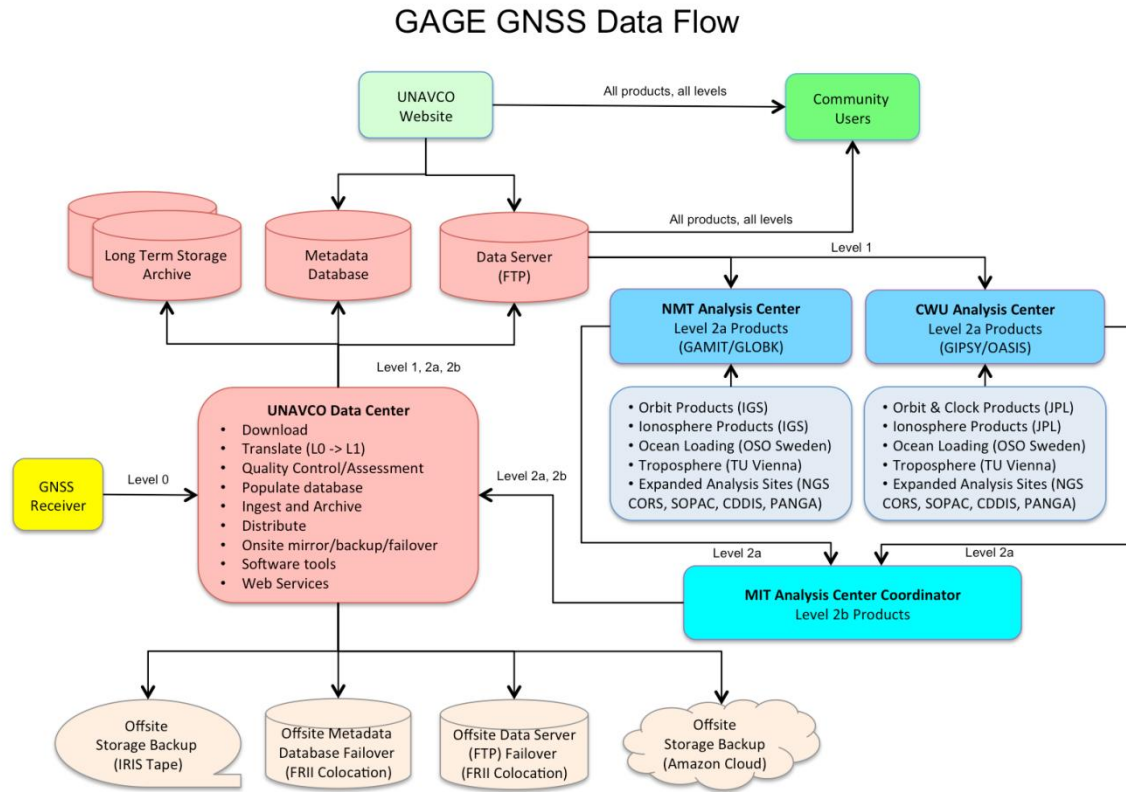 GAGE GNSS Data Flow
UNAVCO
Website
All products, all levels
Community
Users
Long Term Storage
Archive
Metadata
Database
Data Server
(FTP)
All products, all levels
Level 1
NMT Analysis Center
Level 2a Products
(GAMIT/GLOBK)
CWU Analysis Center
Level 2a Products
(GIPSY/OASIS)
Level 1, 2a, 2b
UNAVCO Data Center
• Download
• Translate (L0 -> L1)
• Quality Control/Assessment
• Populate database
• Ingest and Archive
• Distribute
• Onsite mirror/backup/failover
• Software tools
• Web Services
GNSS
Receiver
Level 0
Level 2a, 2b
• Orbit Products (IGS)
• Ionosphere Products (IGS)
• Ocean Loading (OSO Sweden)
• Troposphere (TU Vienna)
• Expanded Analysis Sites (NGS
CORS, SOPAC, CDDIS, PANGA)
• Orbit & Clock Products (JPL)
• Ionosphere Products (JPL)
• Ocean Loading (OSO Sweden)
• Troposphere (TU Vienna)
• Expanded Analysis Sites (NGS
CORS, SOPAC, CDDIS, PANGA)
Level 2a
Level 2a
MIT Analysis Center Coordinator
Level 2b Products
Offsite
Storage Backup
(IRIS Tape)
Offsite Metadata
Database Failover
(FRII Colocation)
Offsite Data Server
(FTP) Failover
(FRII Colocation)
Offsite
Storage Backup
(Amazon Cloud)